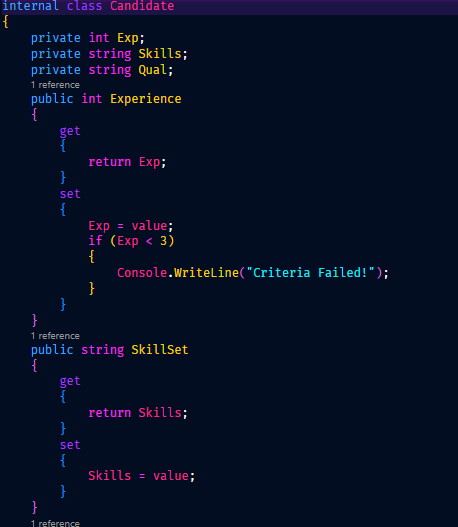 internal class Candidate
{
    private int Exp;
    private string Skills;
    private string Qual;
    1 reference
    public int Experience
    {
        get
        {
            return Exp;
        }
        set
        {
            Exp = value;
            if (Exp < 3)
            {
                Console.WriteLine("Criteria Failed!");
            }
        }
    }
    1 reference
    public string SkillSet
    {
        get
        {
            return Skills;
        }
        set
        {
            Skills = value;
        }
    }
    1 reference